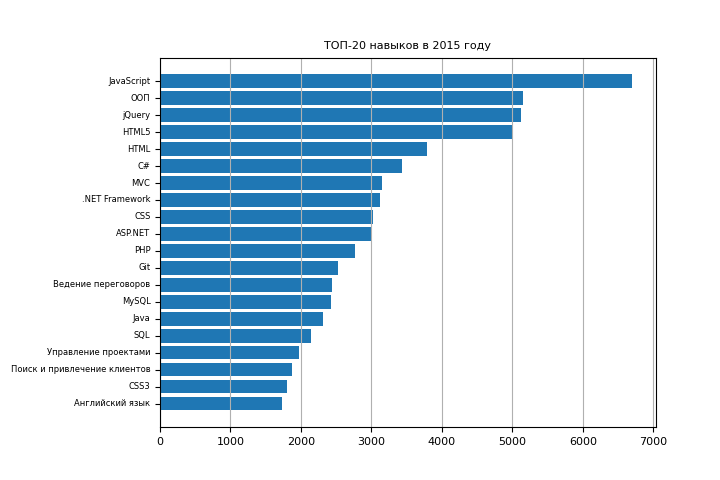 ТОП-20 навыков в 2015 году
JavaScript
ООП
jQuery
HTML5
HTML
C#
MVC
.NET Framework
CSS
ASP.NET
PHP
Git
Ведение переговоров
MySQL
Java
SQL
Управление проектами
Поиск и привлечение клиентов
CSS3
Английский язык
0 1000 2000 3000 4000 5000 6000 7000